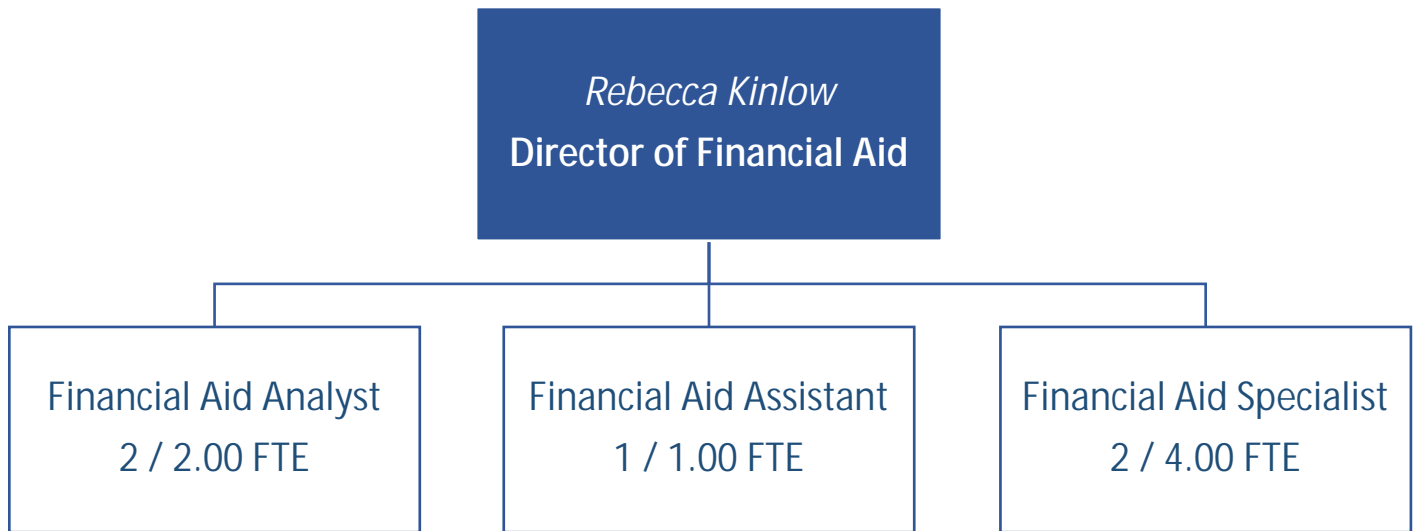 Rebecca Kinlow
Director of Financial Aid
Financial Aid Analyst
2 / 2.00 FTE
Financial Aid Assistant
1 / 1.00 FTE
Financial Aid Specialist
2 / 4.00 FTE